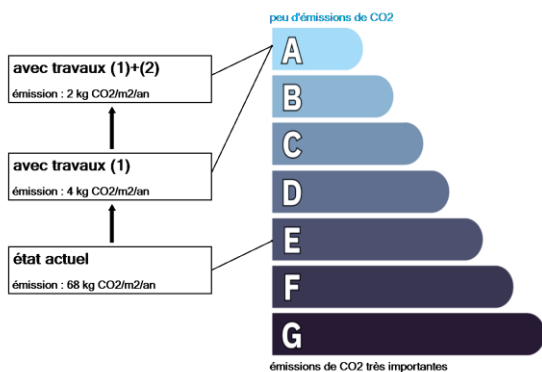 peu d'émissions de CO2
avec travaux (1)+(2)
émission : 2 kg CO2/m2/an
avec travaux (1)
émission : 4 kg CO2/m2/an
état actuel
émission : 68 kg CO2/m2/an
A
B
C
D
E
F
G
émissions de CO2 très importantes